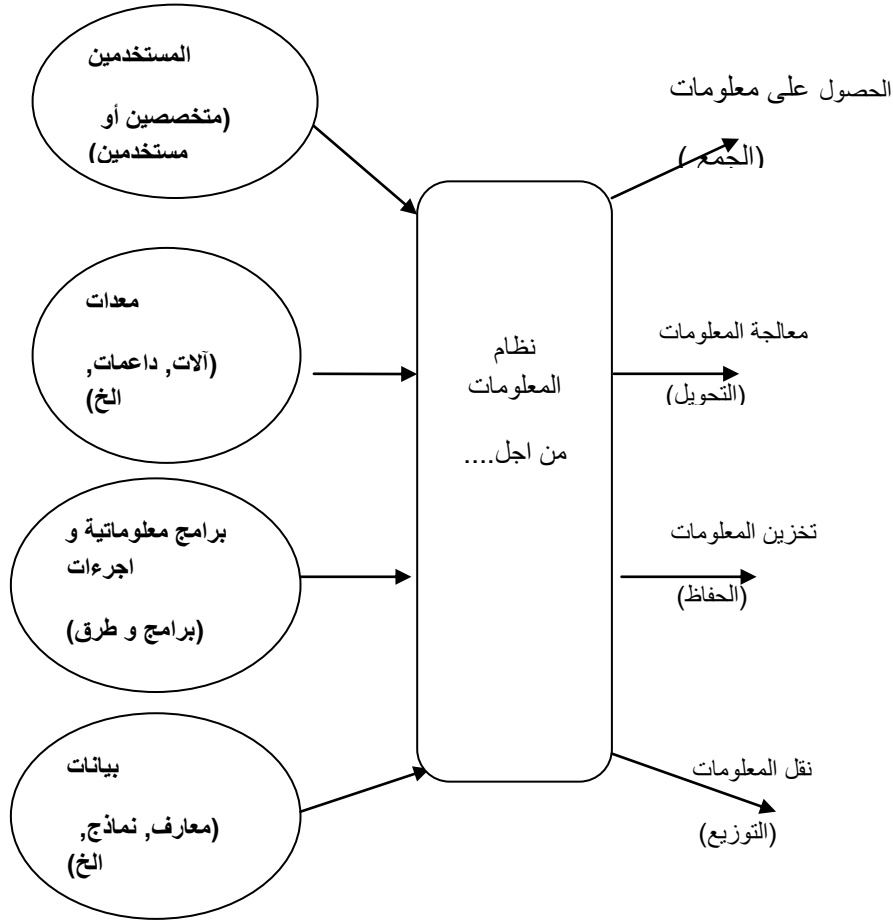 المستخدمين
(متخصصين أو
مستخدمين)
معدات
(آلات, داعمات,
الخ)
برامج معلوماتية و
اجرءات
(برامج و طرق)
بيانات
(معارف, نماذج,
الخ)
نظام
المعلومات
من اجل....
الحصول على معلومات
(الجمع)
معالجة المعلومات
(التحويل)
تخزين المعلومات
(الحفاظ)
نقل المعلومات
(التوزيع)